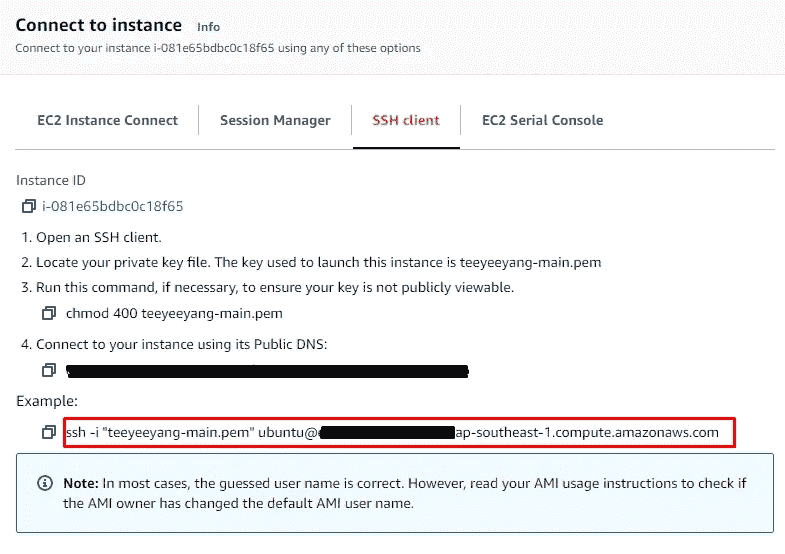 Connect to instance Info
Connect to your instance i-081e65bdbc0c18f65 using any of these options
EC2 Instance Connect
Session Manager
SSH client
EC2 Serial Console
Instance ID
i-081e65bdbc0c18f65
1. Open an SSH client.
2. Locate your private key file. The key used to launch this instance is teeyeeyang-main.pem
3. Run this command, if necessary, to ensure your key is not publicly viewable.
chmod 400 teeyeeyang-main.pem
4. Connect to your instance using its Public DNS:
Example:
ssh -i "teeyeeyang-main.pem" ubuntu@ ap-southeast-1.compute.amazonaws.com
Note: In most cases, the guessed user name is correct. However, read your AMI usage instructions to check if
the AMI owner has changed the default AMI user name.